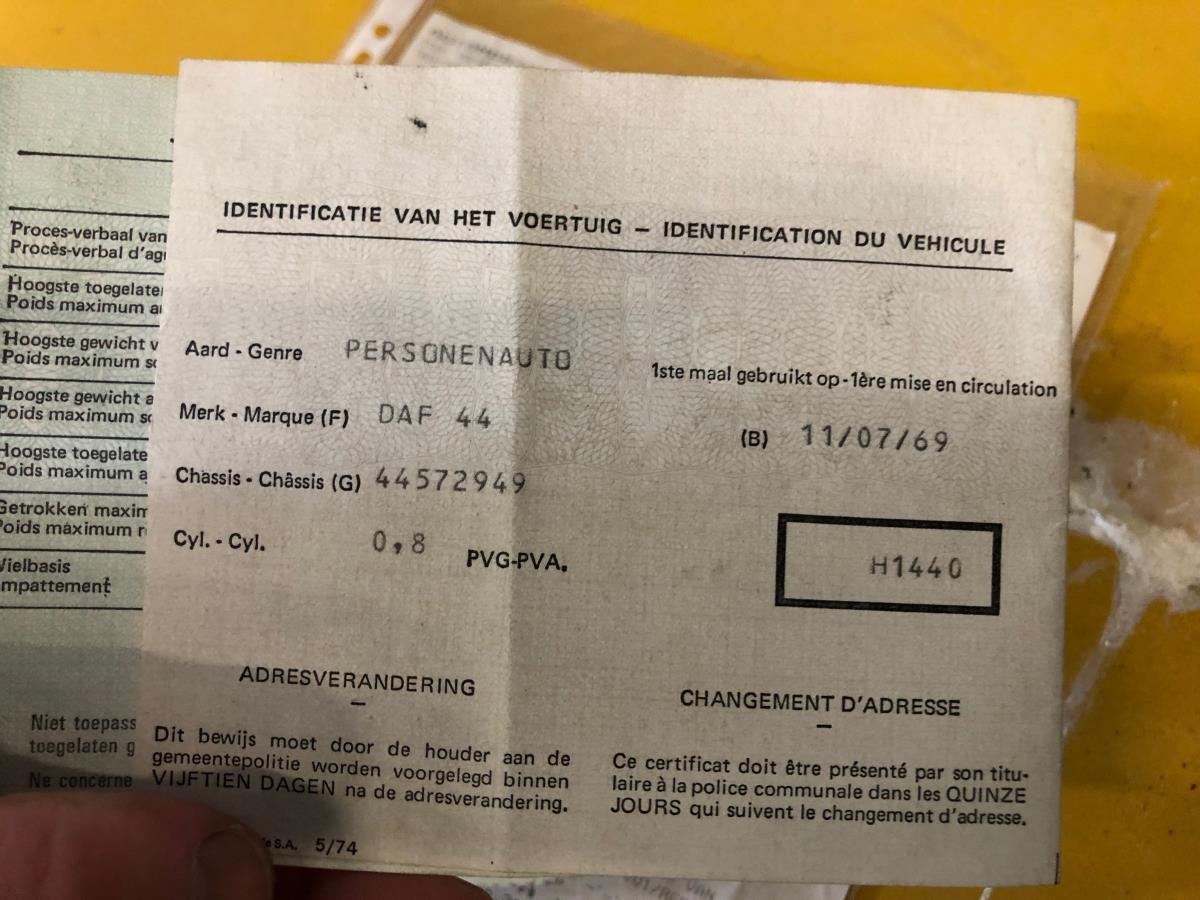 IDENTIFICATIE VAN HET VOERTUIG – IDENTIFICATION DU VEHICULE
Aard - Genre PERSONENAUTO
1ste maal gebruikt op - 1ère mise en circulation
Merk - Marque (F) DAF 44
(B) 11/07/69
Chassis - Châssis (G) 44572949
Cyl. - Cyl. 0,8 PVG-PVA.
H1440
ADRESVERANDERING
Dit bewijs moet door de houder aan de
gemeentepolitie worden voorgelegd binnen
VIJFTIEN DAGEN na de adresverandering.
CHANGEMENT D'ADRESSE
Ce certificat doit être présenté par son titu-
laire à la police communale dans les QUINZE
JOURS qui suivent le changement d'adresse.
S.A. 5/74
Proces-verbaal van
Procès-verbal d'ag
Hoogste toegelate
Poids maximum a
Hoogste gewicht v
Poids maximum s
Hoogste gewicht a
Poids maximum s
Hoogste toegelate
Poids maximum a
Getrokken maxim
Poids maximum r
Wielbasis
mpattement
Niet toepass
toegelaten g
Ne concerne